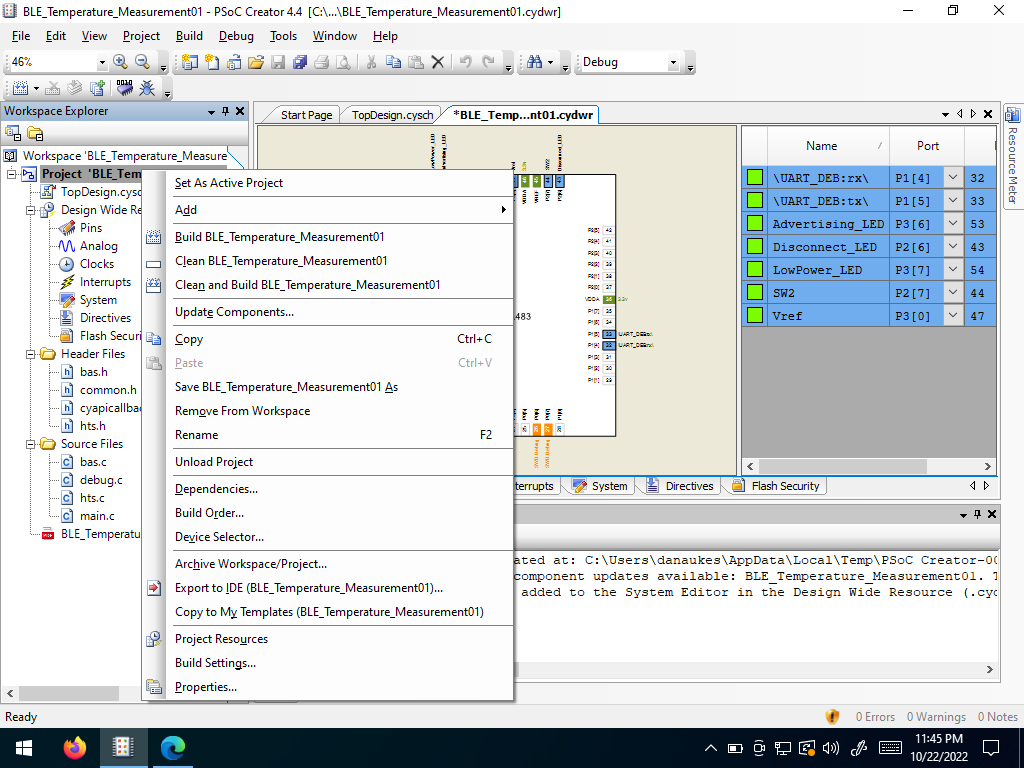 BLE_Temperature_Measurement01 - PSoC Creator 4.4 [C:\...\BLE_Temperature_Measurement01.cydwr]
File Edit View Project Build Debug Tools Window Help
46%
Debug
Workspace Explorer
Start Page
TopDesign.cysch
*BLE_Temp...nt01.cydwr
Resource Meter
Workspace 'BLE_Temperature_Measure
Project 'BLE_Tem
TopDesign.cysc
Design Wide Re
Pins
Analog
Clocks
Interrupts
System
Directives
Flash Securi
Header Files
bas.h
common.h
cyapicallba
hts.h
Source Files
bas.c
debug.c
hts.c
main.c
BLE_Temperatu
Set As Active Project
Add
Build BLE_Temperature_Measurement01
Clean BLE_Temperature_Measurement01
Clean and Build BLE_Temperature_Measurement01
Update Components...
Copy Ctrl+C
Paste Ctrl+V
Save BLE_Temperature_Measurement01 As
Remove From Workspace
Rename F2
Unload Project
Dependencies...
Build Order...
Device Selector...
Archive Workspace/Project...
Export to IDE (BLE_Temperature_Measurement01)...
Copy to My Templates (BLE_Temperature_Measurement01)
Project Resources
Build Settings...
Properties...
483
VDDA
3.3v
Name / Port
\UART_DEB:rx\ P1[4] 32
\UART_DEB:tx\ P1[5] 33
Advertising_LED P3[6] 53
Disconnect_LED P2[6] 43
LowPower_LED P3[7] 54
SW2 P2[7] 44
Vref P3[0] 47
terrupts
System
Directives
Flash Security
ated at: C:\Users\danaukes\AppData\Local\Temp\PSoC Creator-00
component updates available: BLE_Temperature_Measurement01. T
added to the System Editor in the Design Wide Resource (.cyd
Ready
0 Errors 0 Warnings 0 Notes
11:45 PM
10/22/2022